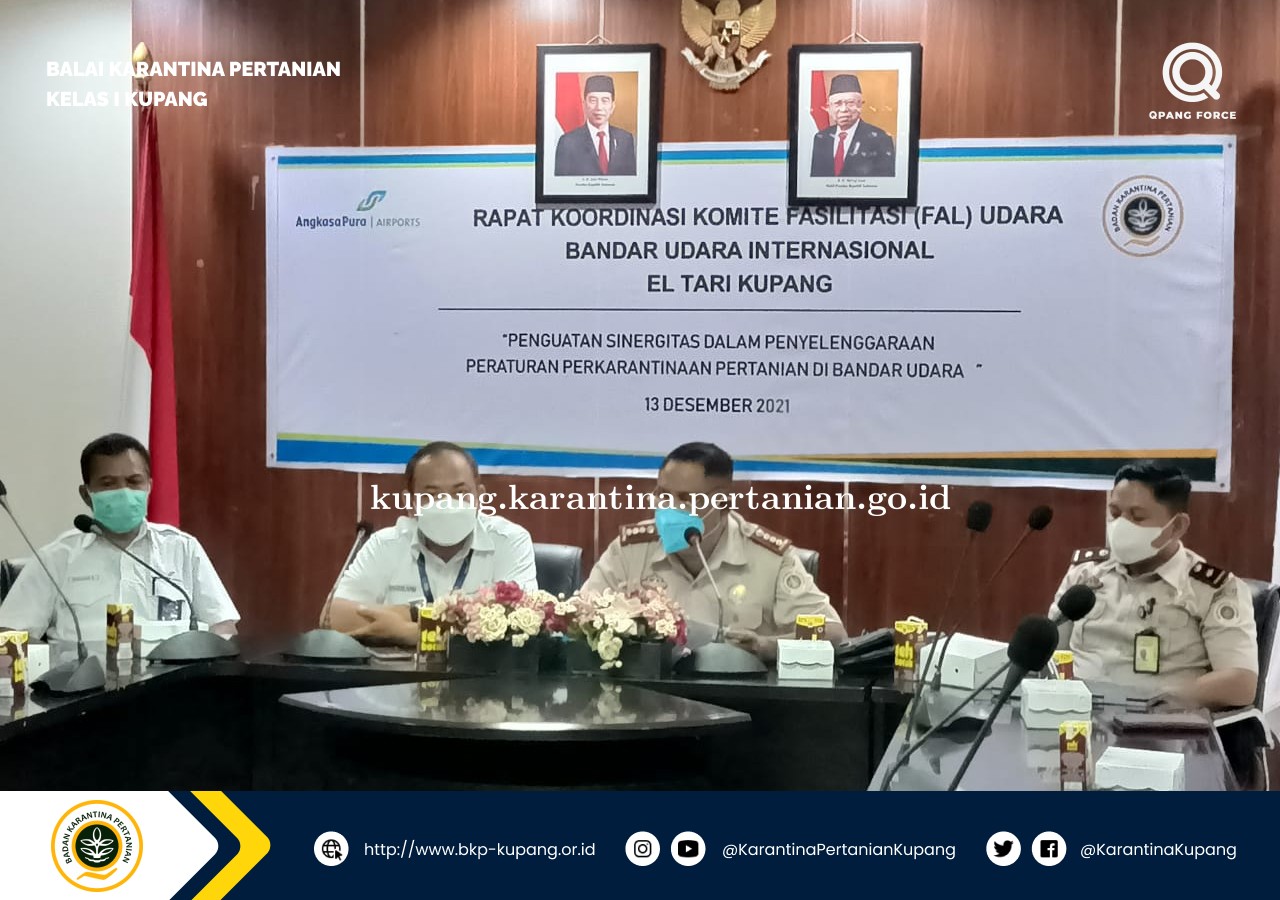 BALAI KARANTINA PERTANIAN
KELAS I KUPANG
QPANG FORCE
AngkasaPura | AIRPORTS
BADAN KARANTINA PERTANIAN
RAPAT KOORDINASI KOMITE FASILITASI (FAL) UDARA
BANDAR UDARA INTERNASIONAL
EL TARI KUPANG
"PENGUATAN SINERGITAS DALAM PENYELENGGARAAN
PERATURAN PERKARANTINAAN PERTANIAN DI BANDAR UDARA "
13 DESEMBER 2021
kupang.karantina.pertanian.go.id
BADAN KARANTINA PERTANIAN
http://www.bkp-kupang.or.id
@KarantinaPertanianKupang
@KarantinaKupang